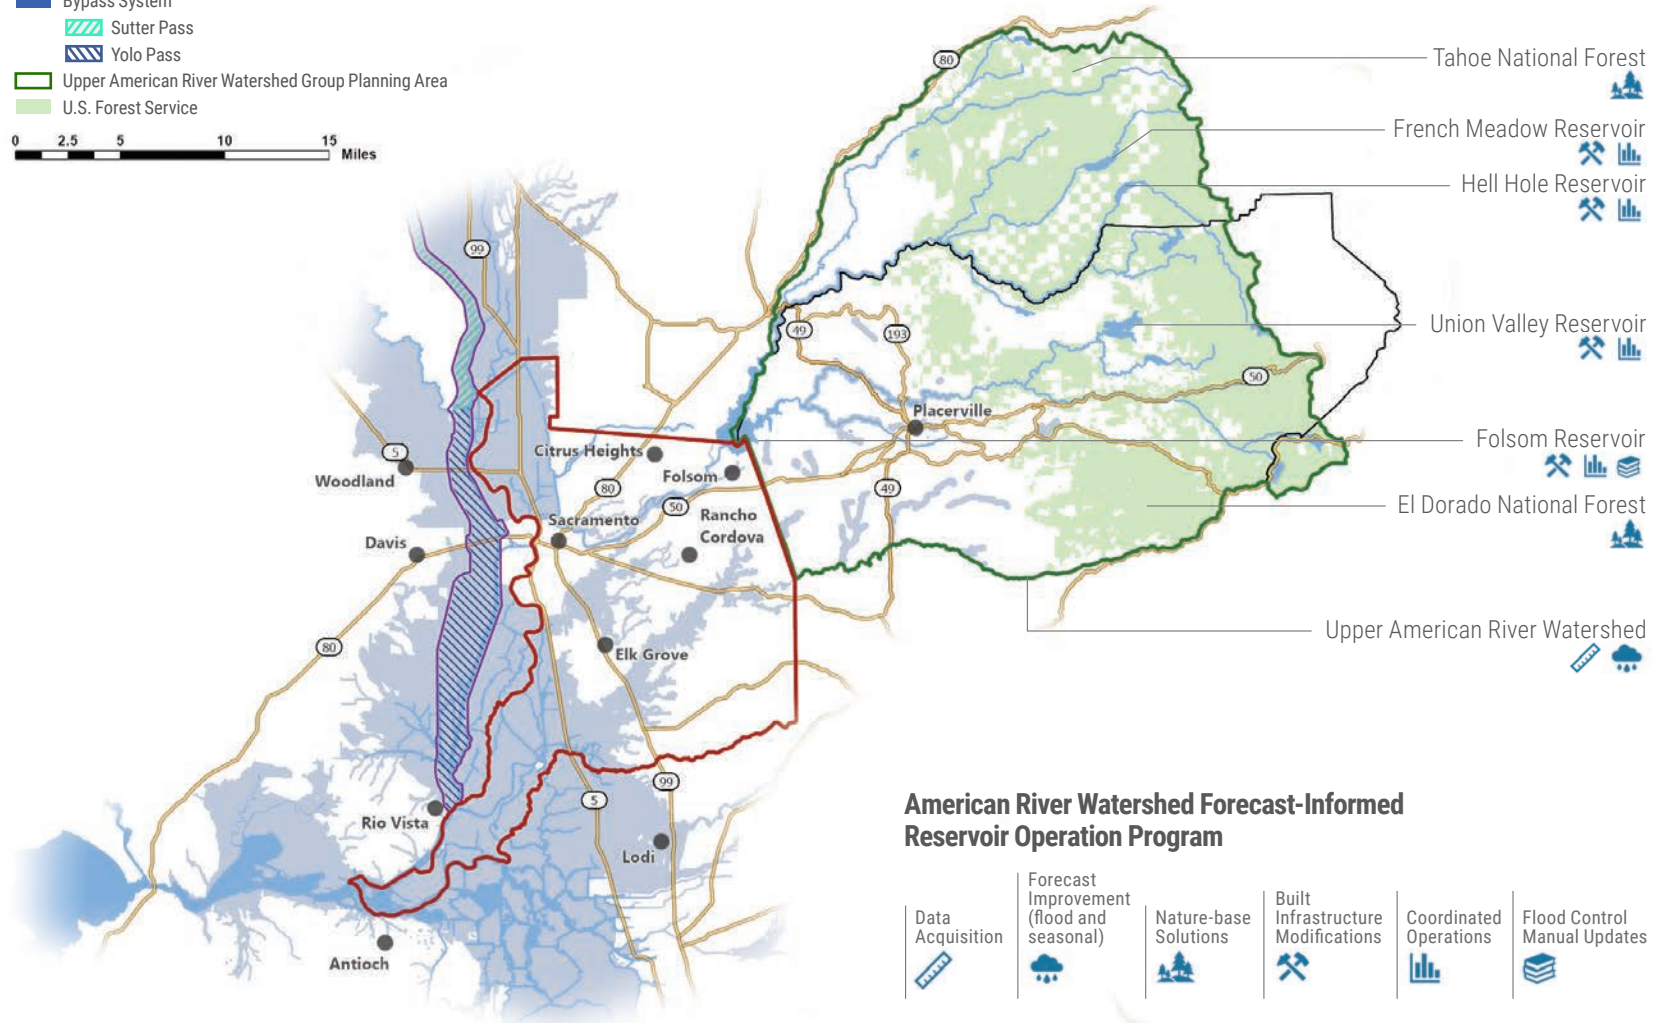 Bypass System
Sutter Pass
Yolo Pass
Upper American River Watershed Group Planning Area
U.S. Forest Service
0 2.5 5 10 15 Miles
80
Tahoe National Forest
French Meadow Reservoir
Hell Hole Reservoir
99
Union Valley Reservoir
49
193
50
Placerville
Folsom Reservoir
Citrus Heights
5
Woodland
Folsom
80
49
50
Rancho
Cordova
El Dorado National Forest
Sacramento
Davis
Upper American River Watershed
80
Elk Grove
99
5
Rio Vista
Lodi
Antioch
American River Watershed Forecast-Informed
Reservoir Operation Program
Data
Acquisition
Forecast
Improvement
(flood and
seasonal)
Nature-base
Solutions
Built
Infrastructure
Modifications
Coordinated
Operations
Flood Control
Manual Updates